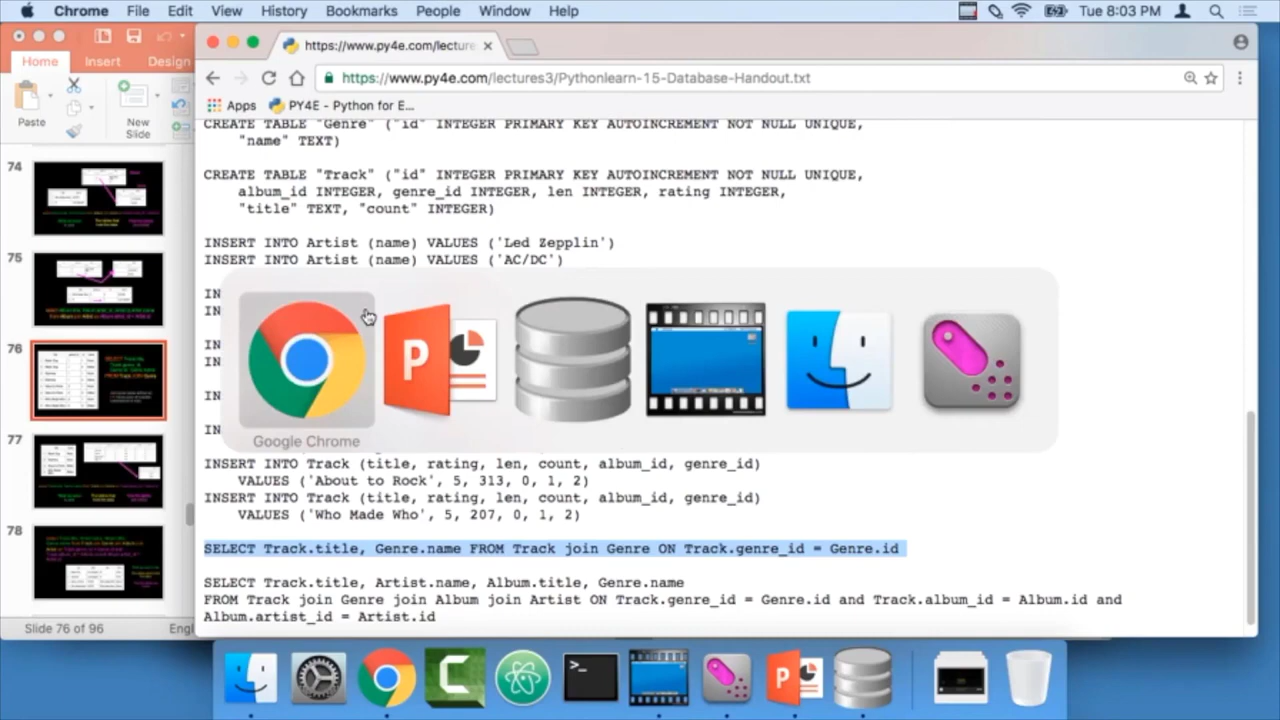 Chrome File Edit View History Bookmarks People Window Help
Tue 8:03 PM
Home Insert Design
Paste
New
Slide
74
75
76
77
78
Slide 76 of 96
https://www.py4e.com/lecture
https://www.py4e.com/lectures3/Pythonlearn-15-Database-Handout.txt
Apps
PY4E - Python for E...
CREATE TABLE "Genre" ("id" INTEGER PRIMARY KEY AUTOINCREMENT NOT NULL UNIQUE,
"name" TEXT)
CREATE TABLE "Track" ("id" INTEGER PRIMARY KEY AUTOINCREMENT NOT NULL UNIQUE,
album_id INTEGER, genre_id INTEGER, len INTEGER, rating INTEGER,
"title" TEXT, "count" INTEGER)
INSERT INTO Artist (name) VALUES ('Led Zepplin')
INSERT INTO Artist (name) VALUES ('AC/DC')
Google Chrome
INSERT INTO Track (title, rating, len, count, album_id, genre_id)
VALUES ('About to Rock', 5, 313, 0, 1, 2)
INSERT INTO Track (title, rating, len, count, album_id, genre_id)
VALUES ('Who Made Who', 5, 207, 0, 1, 2)
SELECT Track.title, Genre.name FROM Track join Genre ON Track.genre_id = Genre.id
SELECT Track.title, Artist.name, Album.title, Genre.name
FROM Track join Genre join Album join Artist ON Track.genre_id = Genre.id and Track.album_id = Album.id and
Album.artist_id = Artist.id